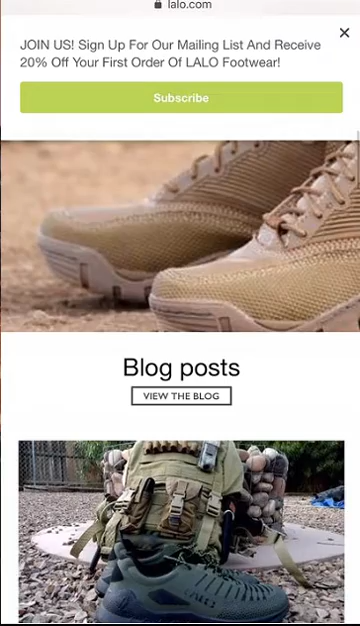 lalo.com
JOIN US! Sign Up For Our Mailing List And Receive
20% Off Your First Order Of LALO Footwear!
Subscribe
Blog posts
VIEW THE BLOG
LALO